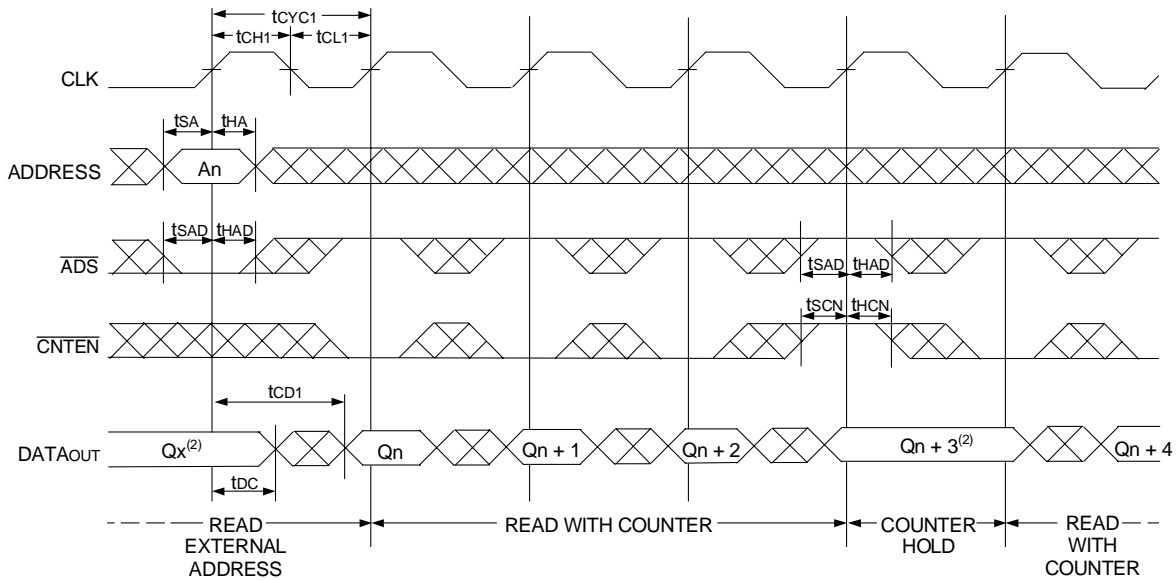 tCYC1
tCH1 tCL1
CLK
tSA tHA
ADDRESS An
tSAD tHAD
ADS
tSAD tHAD
tSCN tHCN
CNTEN
tCD1
DATAOUT Qx(2) Qn Qn + 1 Qn + 2 Qn + 3(2) Qn + 4
tDC
READ EXTERNAL ADDRESS
READ WITH COUNTER
COUNTER HOLD
READ WITH COUNTER